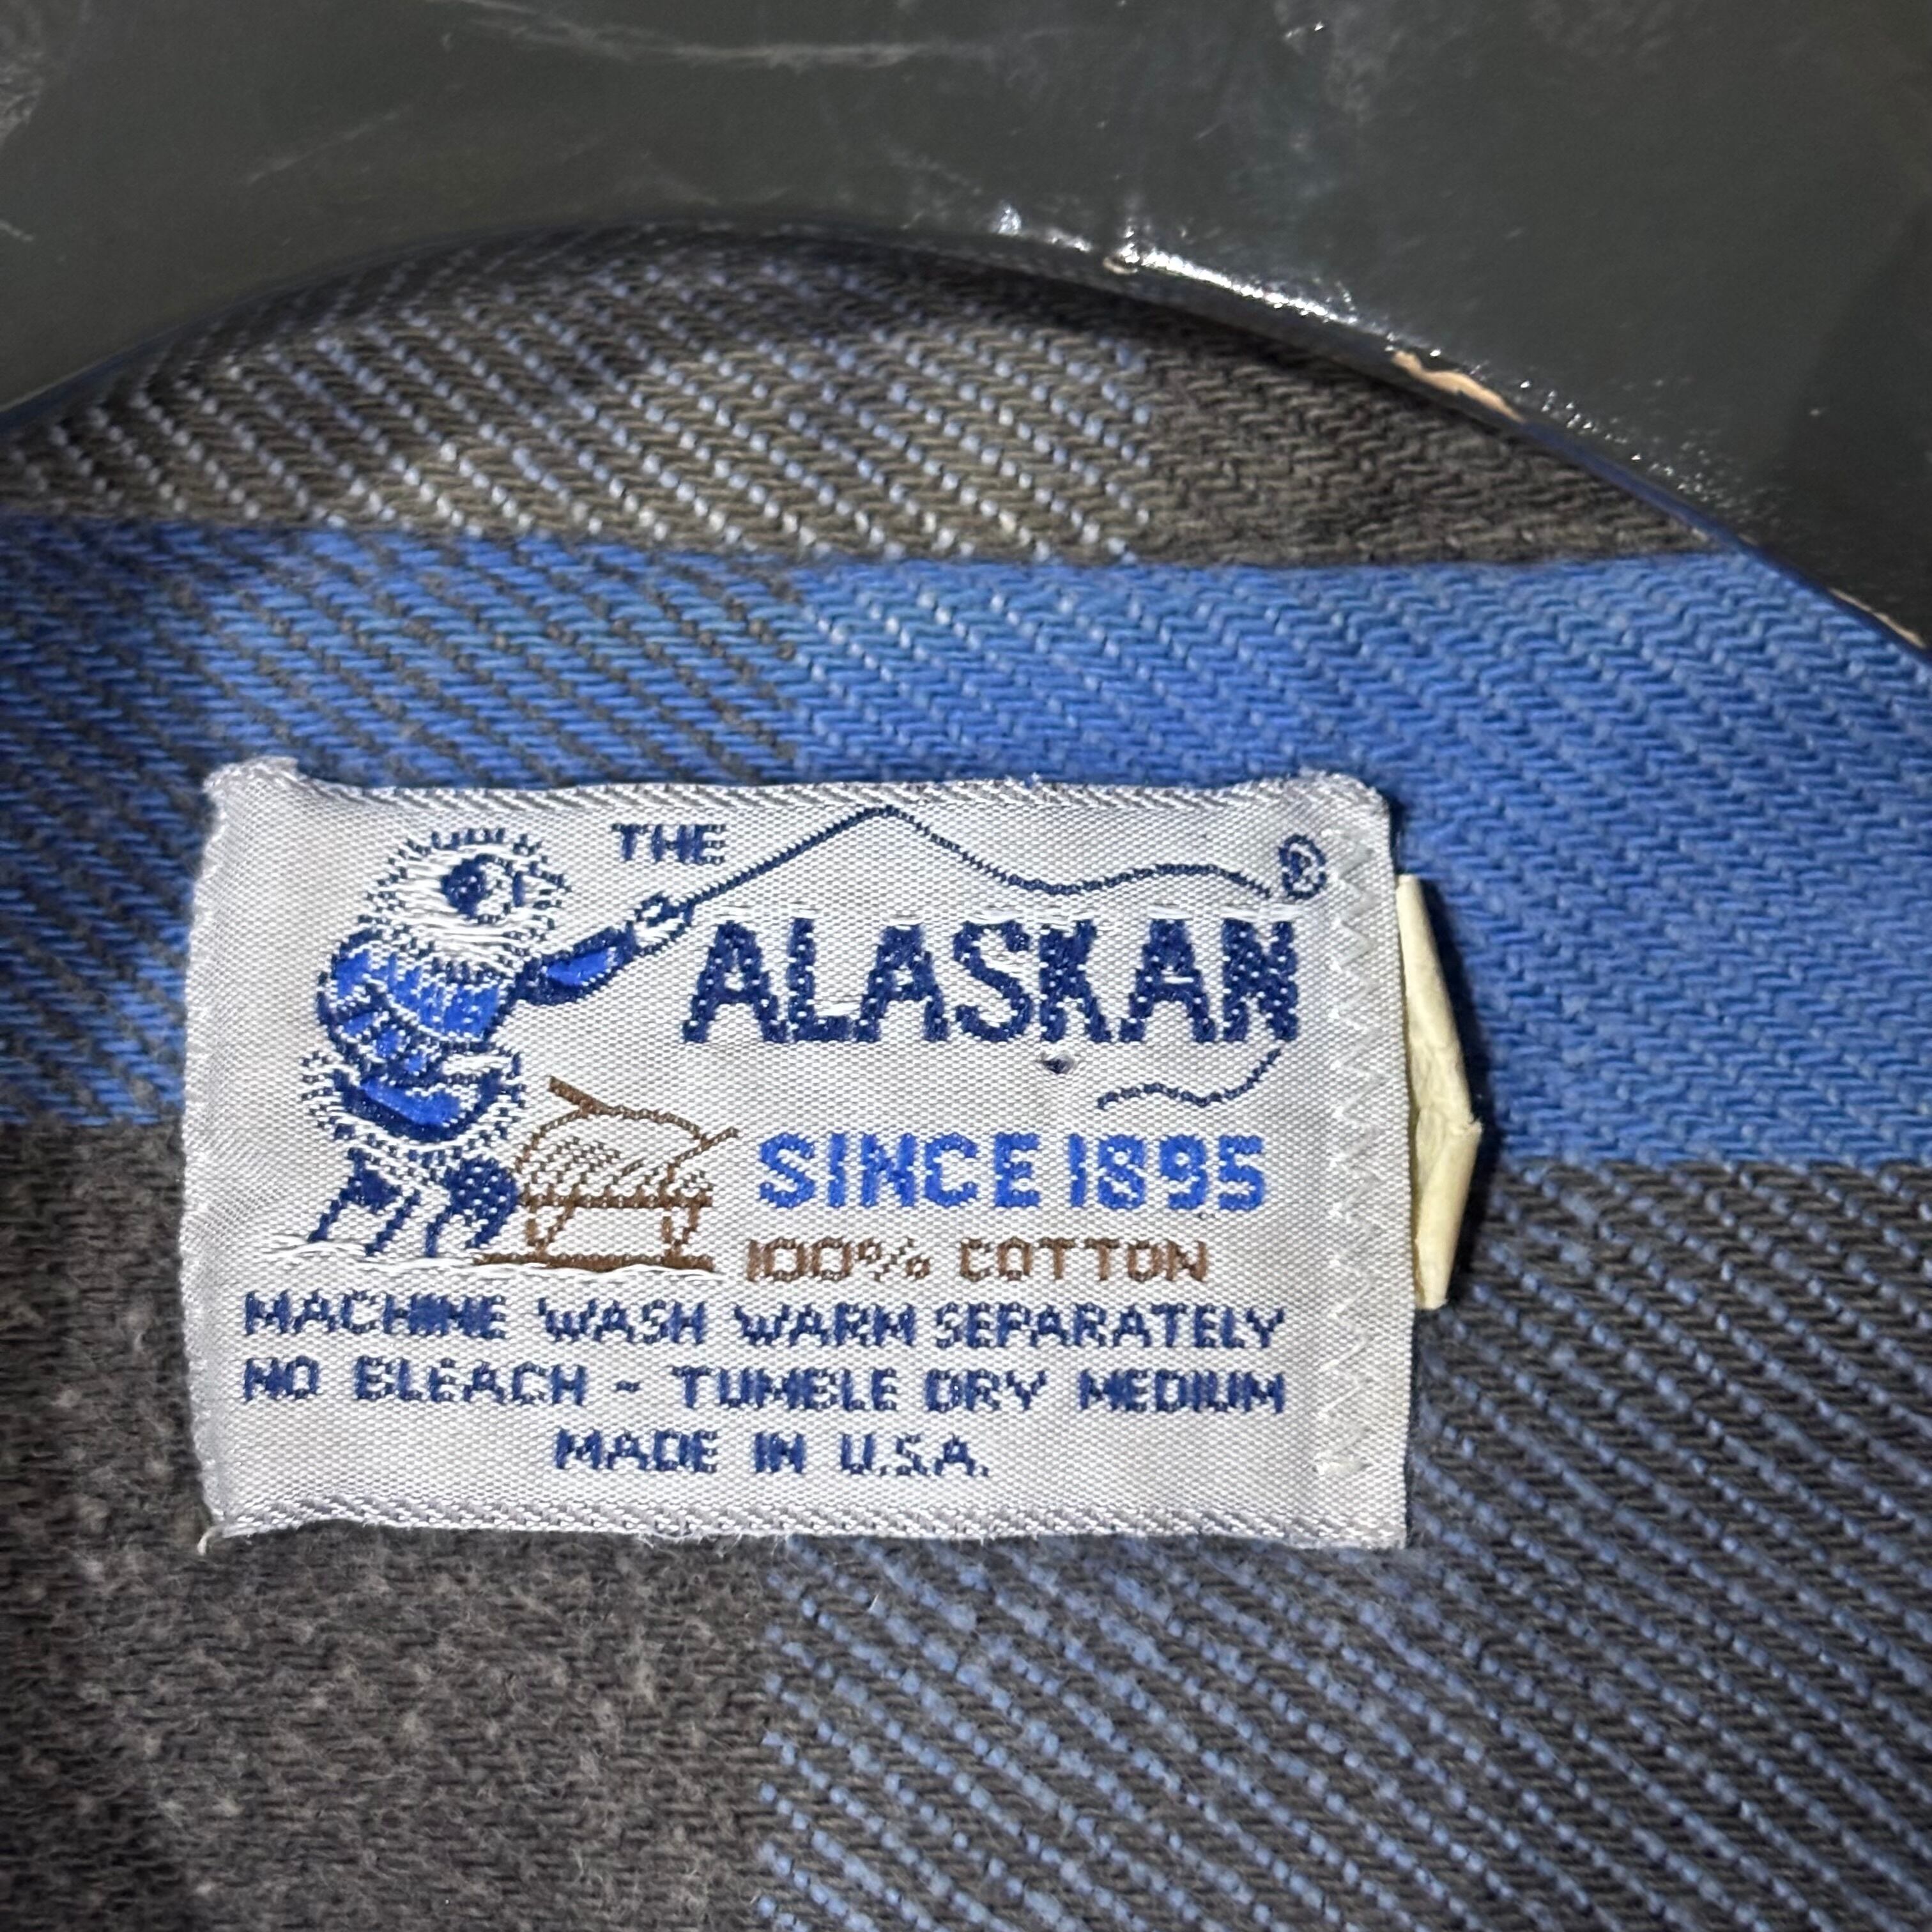 THE
ALASKAN®
SINCE 1895
100% COTTON
MACHINE WASH WARM SEPARATELY
NO BLEACH - TUMBLE DRY MEDIUM
MADE IN U.S.A.